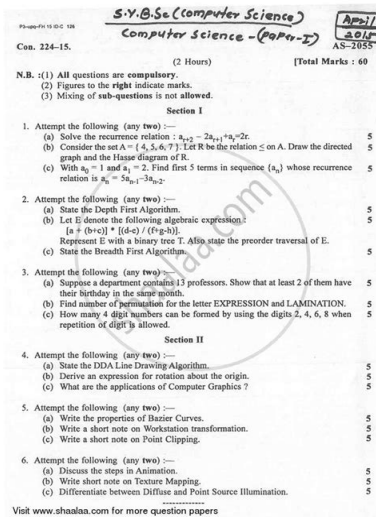 S.Y.B.Sc (Computer Science)
April
2015
P3-upq-FH 15 ID-C 126
Computer Science - (Paper-I)
Con. 224-15.
AS-2055
(2 Hours)
[Total Marks : 60
N.B. :(1) All questions are compulsory.
(2) Figures to the right indicate marks.
(3) Mixing of sub-questions is not allowed.
Section I
1. Attempt the following (any two) :—
(a) Solve the recurrence relation : aᵣ₊₂ – 2aᵣ₊₁+aᵣ=2r. 5
(b) Consider the set A = { 4, 5, 6, 7 }. Let R be the relation ≤ on A. Draw the directed 5
graph and the Hasse diagram of R.
(c) With a₀ = 1 and a₁ = 2. Find first 5 terms in sequence {aₙ} whose recurrence 5
relation is aₙ = 5aₙ₋₁–3aₙ₋₂.
2. Attempt the following (any two) :—
(a) State the Depth First Algorithm. 5
(b) Let E denote the following algebraic expression : 5
[a + (b+c)] * [(d-c) / (f+g-h)].
Represent E with a binary tree T. Also state the preorder traversal of E.
(c) State the Breadth First Algorithm. 5
3. Attempt the following (any two) :—
(a) Suppose a department contains 13 professors. Show that at least 2 of them have 5
their birthday in the same month.
(b) Find number of permutation for the letter EXPRESSION and LAMINATION. 5
(c) How many 4 digit numbers can be formed by using the digits 2, 4, 6, 8 when 5
repetition of digit is allowed.
Section II
4. Attempt the following (any two) :—
(a) State the DDA Line Drawing Algorithm. 5
(b) Derive an expression for rotation about the origin. 5
(c) What are the applications of Computer Graphics ? 5
5. Attempt the following (any two) :—
(a) Write the properties of Bazier Curves. 5
(b) Write a short note on Workstation transformation. 5
(c) Write a short note on Point Clipping. 5
6. Attempt the following (any two) :—
(a) Discuss the steps in Animation. 5
(b) Write short note on Texture Mapping. 5
(c) Differentiate between Diffuse and Point Source Illumination. 5
Visit www.shaalaa.com for more question papers
shaalaa.com